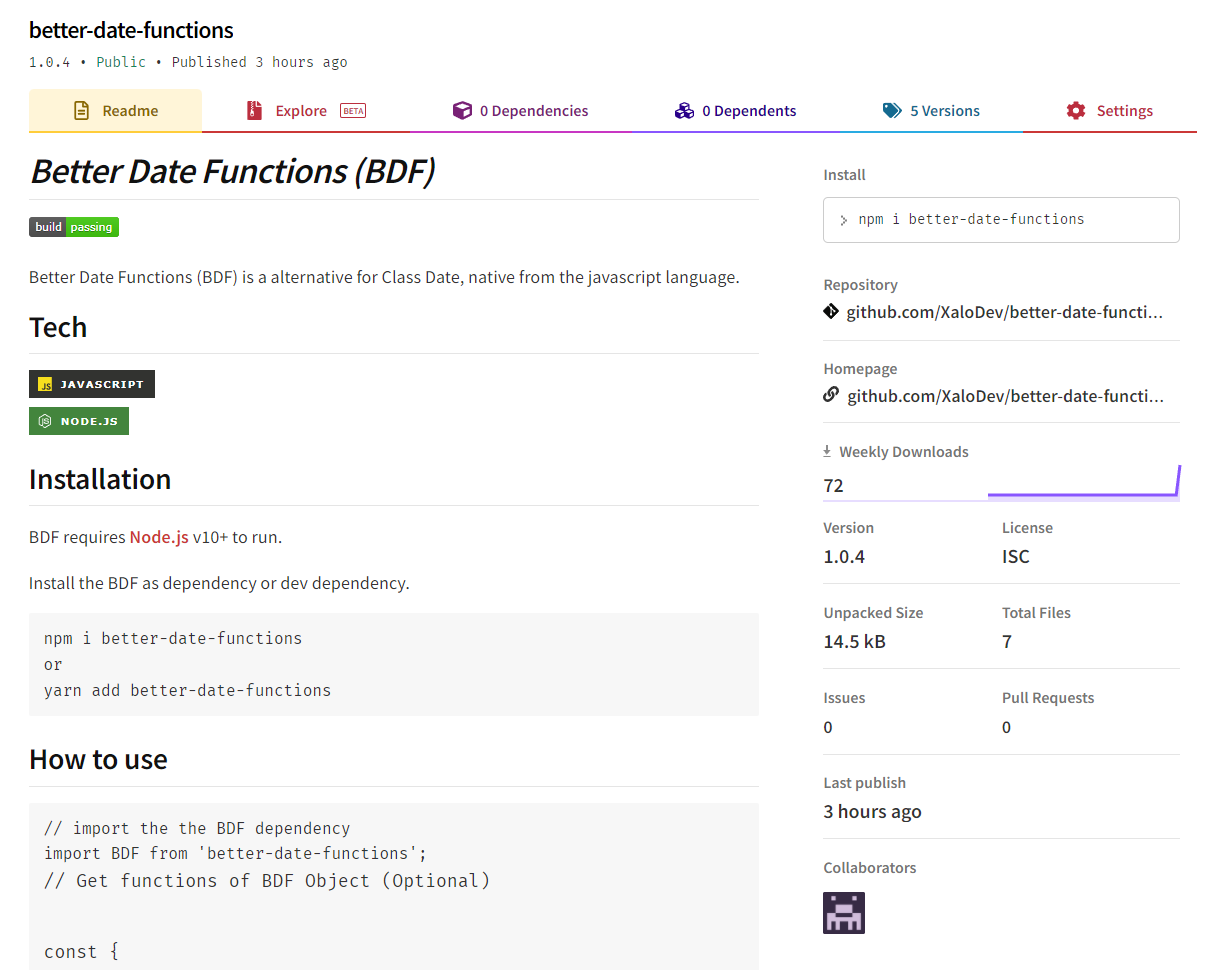 better-date-functions
1.0.4 • Public • Published 3 hours ago
Readme
Explore BETA
0 Dependencies
0 Dependents
5 Versions
Settings
Better Date Functions (BDF)
build passing
Better Date Functions (BDF) is a alternative for Class Date, native from the javascript language.
Tech
JS JAVASCRIPT
NODE.JS
Installation
BDF requires Node.js v10+ to run.
Install the BDF as dependency or dev dependency.
npm i better-date-functions
or
yarn add better-date-functions
How to use
// import the the BDF dependency
import BDF from 'better-date-functions';
// Get functions of BDF Object (Optional)
const {
Install
> npm i better-date-functions
Repository
github.com/XaloDev/better-date-functi...
Homepage
github.com/XaloDev/better-date-functi...
Weekly Downloads
72
Version
1.0.4
License
ISC
Unpacked Size
14.5 kB
Total Files
7
Issues
0
Pull Requests
0
Last publish
3 hours ago
Collaborators